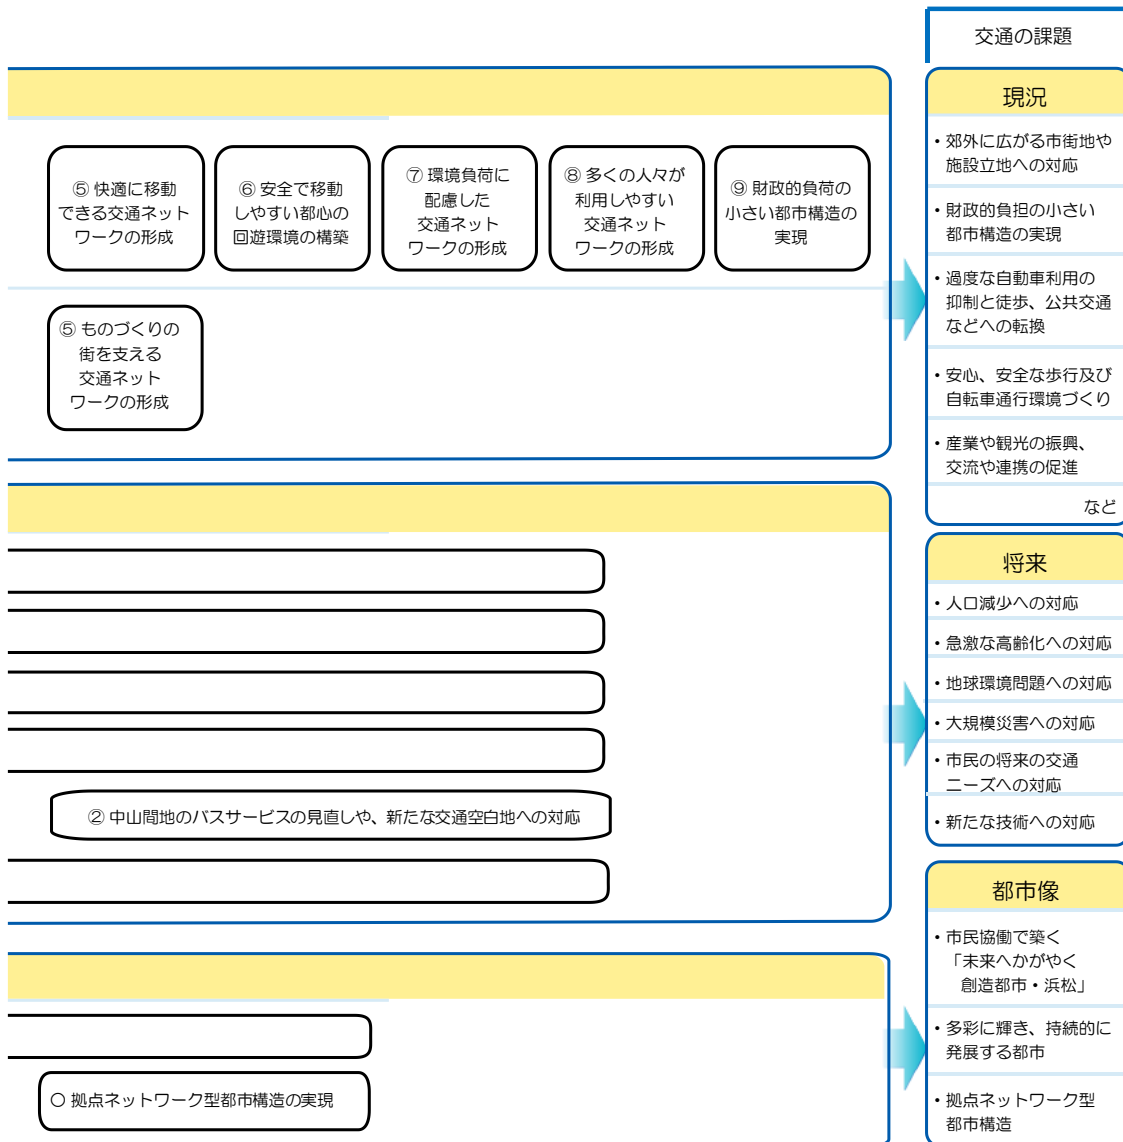 交通の課題
⑤ 快適に移動
できる交通ネット
ワークの形成
⑥ 安全で移動
しやすい都心の
回遊環境の構築
⑦ 環境負荷に
配慮した
交通ネット
ワークの形成
⑧ 多くの人々が
利用しやすい
交通ネット
ワークの形成
⑨ 財政的負荷の
小さい都市構造の
実現
⑤ ものづくりの
街を支える
交通ネット
ワークの形成
② 中山間地のバスサービスの見直しや、新たな交通空白地への対応
〇 拠点ネットワーク型都市構造の実現
現況
・郊外に広がる市街地や
施設立地への対応
・財政的負担の小さい
都市構造の実現
・過度な自動車利用の
抑制と徒歩、公共交通
などへの転換
・安心、安全な歩行及び
自転車通行環境づくり
・産業や観光の振興、
交流や連携の促進
など
将来
・人口減少への対応
・急激な高齢化への対応
・地球環境問題への対応
・大規模災害への対応
・市民の将来の交通
ニーズへの対応
・新たな技術への対応
都市像
・市民協働で築く
「未来へかがやく
創造都市・浜松」
・多彩に輝き、持続的に
発展する都市
・拠点ネットワーク型
都市構造